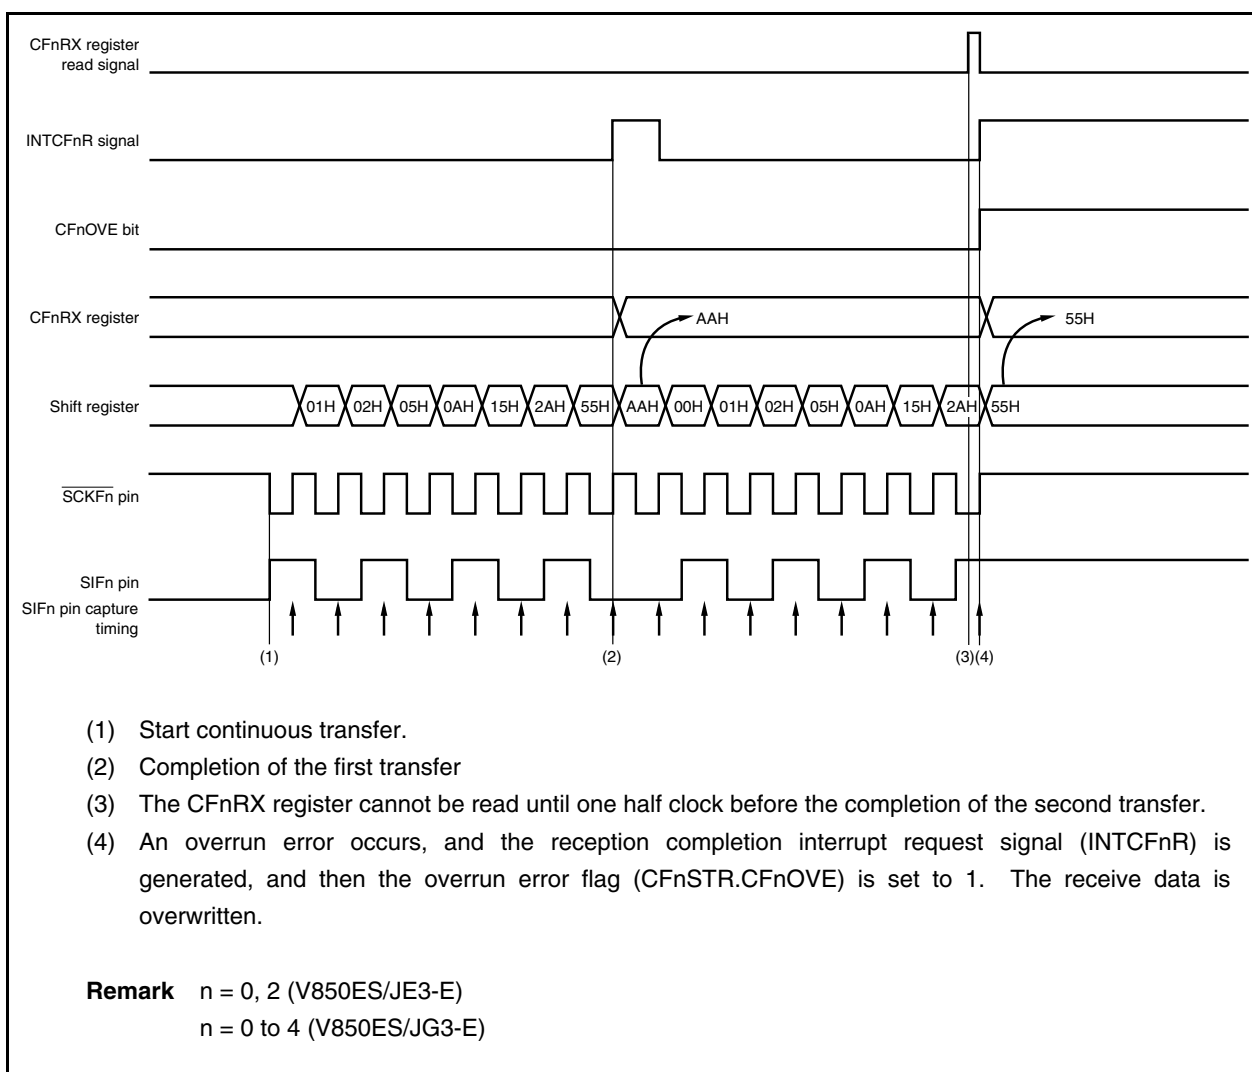 CFnRX register
read signal
INTCFnR signal
CFnOVE bit
CFnRX register
AAH
55H
Shift register
01H 02H 05H 0AH 15H 2AH 55H AAH 00H 01H 02H 05H 0AH 15H 2AH 55H
SCKFn pin
SIFn pin
SIFn pin capture
timing
(1) (2) (3)(4)
(1) Start continuous transfer.
(2) Completion of the first transfer
(3) The CFnRX register cannot be read until one half clock before the completion of the second transfer.
(4) An overrun error occurs, and the reception completion interrupt request signal (INTCFnR) is
generated, and then the overrun error flag (CFnSTR.CFnOVE) is set to 1. The receive data is
overwritten.
Remark n = 0, 2 (V850ES/JE3-E)
n = 0 to 4 (V850ES/JG3-E)